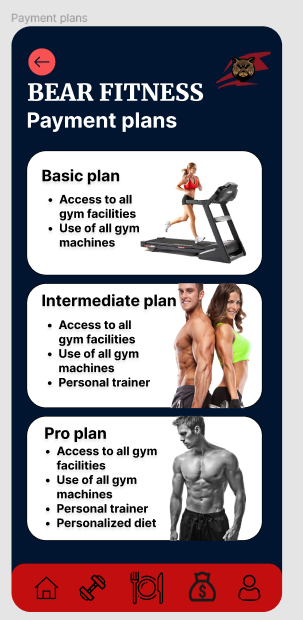 Payment plans
BEAR FITNESS
Payment plans
Basic plan
• Access to all
gym facilities
• Use of all gym
machines
Intermediate plan
• Access to all
gym facilities
• Use of all gym
machines
• Personal trainer
Pro plan
• Access to all gym
facilities
• Use of all gym
machines
• Personal trainer
• Personalized diet
$